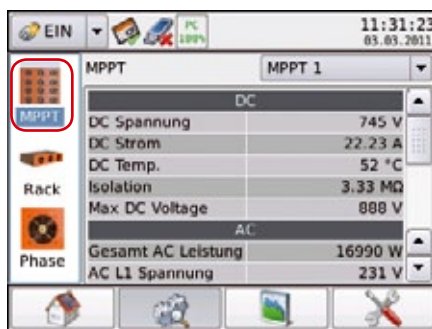 EIN
PC
100%
11:31:23
03.03.2011
MPPT
MPPT 1
MPPT
DC
DC Spannung 745 V
DC Strom 22.23 A
DC Temp. 52 °C
Isolation 3.33 MΩ
Max DC Voltage 888 V
Rack
AC
Gesamt AC Leistung 16990 W
AC L1 Spannung 231 V
Phase